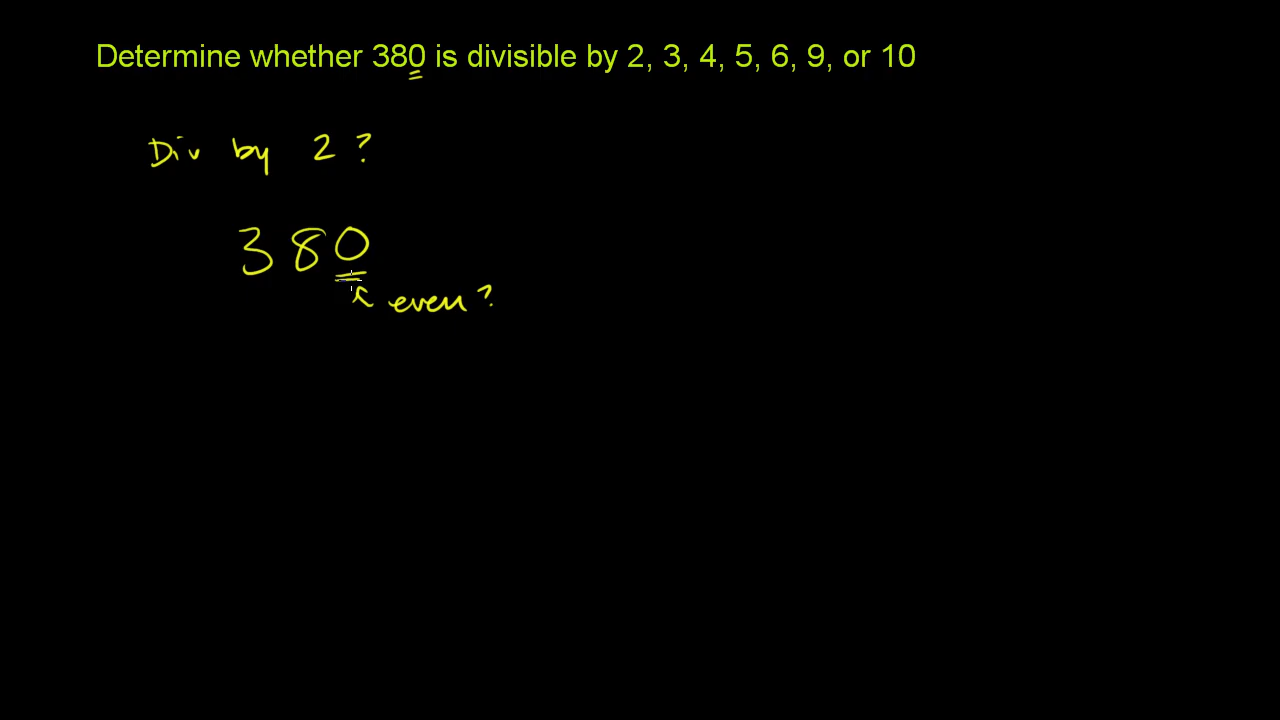 Determine whether 380 is divisible by 2, 3, 4, 5, 6, 9, or 10
Div by 2 ?
380
even ?